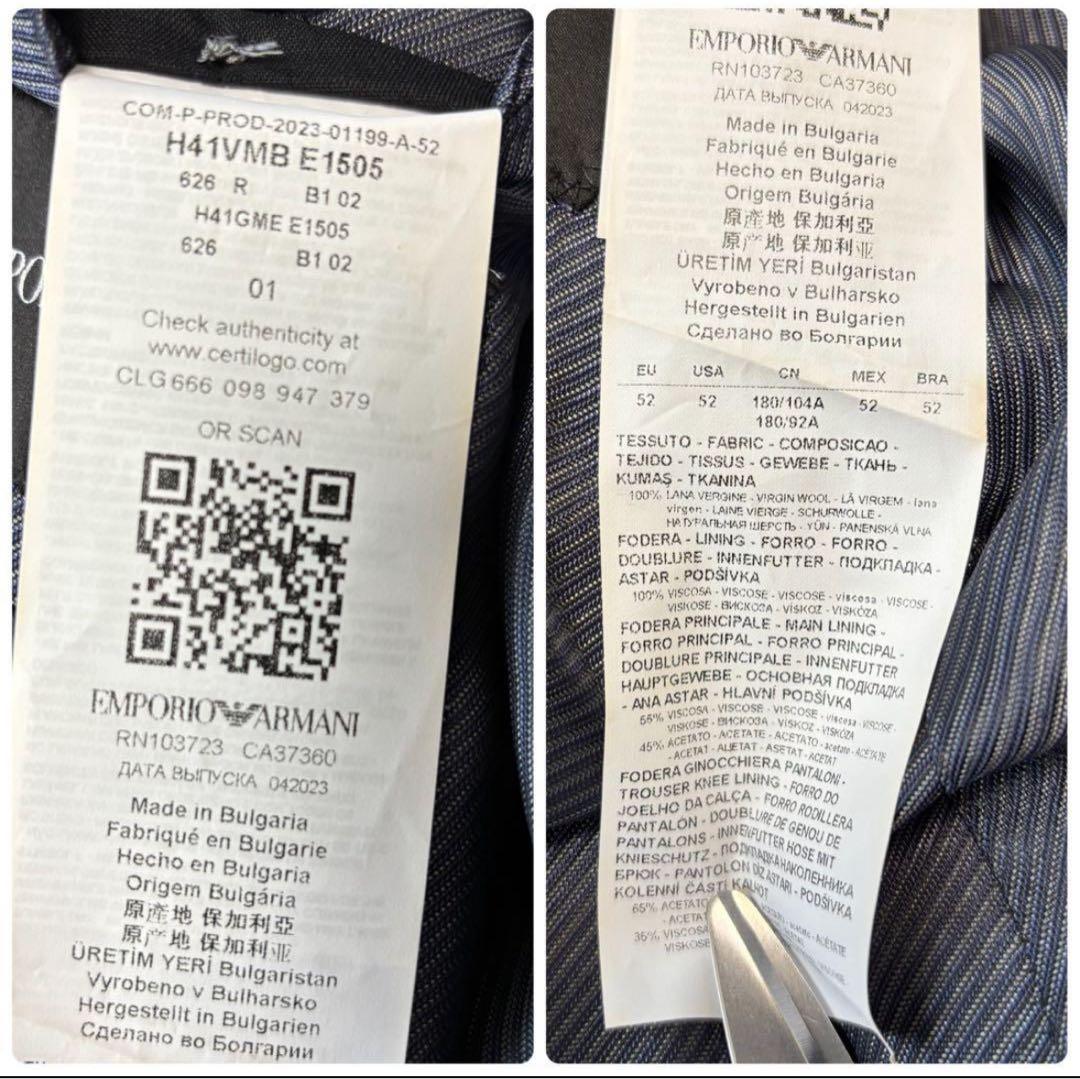 COM-P-PROD-2023-01199-A-52
H41VMB E1505
626 R B1 02
H41GME E1505
626 B1 02
01
Check authenticity at
www.certilogo.com
CLG 666 098 947 379
OR SCAN
EMPORIO ARMANI
RN103723 CA37360
ДАТА ВЫПУСКА 042023
Made in Bulgaria
Fabriqué en Bulgarie
Hecho en Bulgaria
Origem Bulgária
原產地 保加利亞
原产地 保加利亚
ÜRETİM YERİ Bulgaristan
Vyrobeno v Bulharsko
Hergestellt in Bulgarien
Сделано во Болгарии
EMPORIO ARMANI
RN103723 CA37360
ДАТА ВЫПУСКА 042023
Made in Bulgaria
Fabriqué en Bulgarie
Hecho en Bulgaria
Origem Bulgária
原產地 保加利亞
原产地 保加利亚
ÜRETİM YERİ Bulgaristan
Vyrobeno v Bulharsko
Hergestellt in Bulgarien
Сделано во Болгарии
EU USA CN MEX BRA
52 52 180/104A 52 52
180/92A
TESSUTO - FABRIC - COMPOSICAO -
TEJIDO - TISSUS - GEWEBE - ТКАНЬ -
KUMAŞ - TKANINA
100% LANA VERGINE - VIRGIN WOOL - LÃ VIRGEM - lana
virgen - LAINE VIERGE - SCHURWOLLE -
НАТУРАЛЬНАЯ ШЕРСТЬ - YÜN - PANENSKÁ VLNA
FODERA - LINING - FORRO - FORRO -
DOUBLURE - INNENFUTTER - ПОДКЛАДКА -
ASTAR - PODŠÍVKA
100% VISCOSA - VISCOSE - VISCOSE - viscosa - VISCOSE -
VISKOSE - ВИСКОЗА - VİSKOZ - VISKÓZA
FODERA PRINCIPALE - MAIN LINING -
FORRO PRINCIPAL - FORRO PRINCIPAL -
DOUBLURE PRINCIPALE - INNENFUTTER
HAUPTGEWEBE - ОСНОВНАЯ ПОДКЛАДКА
- ANA ASTAR - HLAVNÍ PODŠÍVKA
55% VISCOSA - VISCOSE - VISCOSE - viscosa - VISCOSE -
VISKOSE - ВИСКОЗА - VİSKOZ - VISKÓZA
45% ACETATO - ACETATE - ACETATO - acetato - ACÉTATE
- ACETAT - АЦЕТАТ - ASETAT - ACETÁT
FODERA GINOCCHIERA PANTALONI -
TROUSER KNEE LINING - FORRO DO
JOELHO DA CALÇA - FORRO RODILLERA
PANTALÓN - DOUBLURE DE GENOU DE
PANTALONS - INNENFUTTER HOSE MIT
KNIESCHUTZ - ПОДКЛАДКА НАКОЛЕННИКА
БРЮК - PANTOLON DİZ ASTARI - PODŠÍVKA
KOLENNÍ ČÁSTI KALHOT
65% ACETATO acetato - ACÉTATE
- ACETAT
35% VISCOSA VISCOSE
VISKOSE